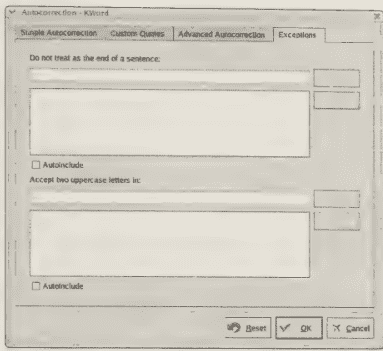 Autocorrection - KWord
Simple Autocorrection Custom Quotes Advanced Autocorrection Exceptions
Do not treat as the end of a sentence:
Autoinclude
Accept two uppercase letters in:
Autoinclude
Reset OK Cancel